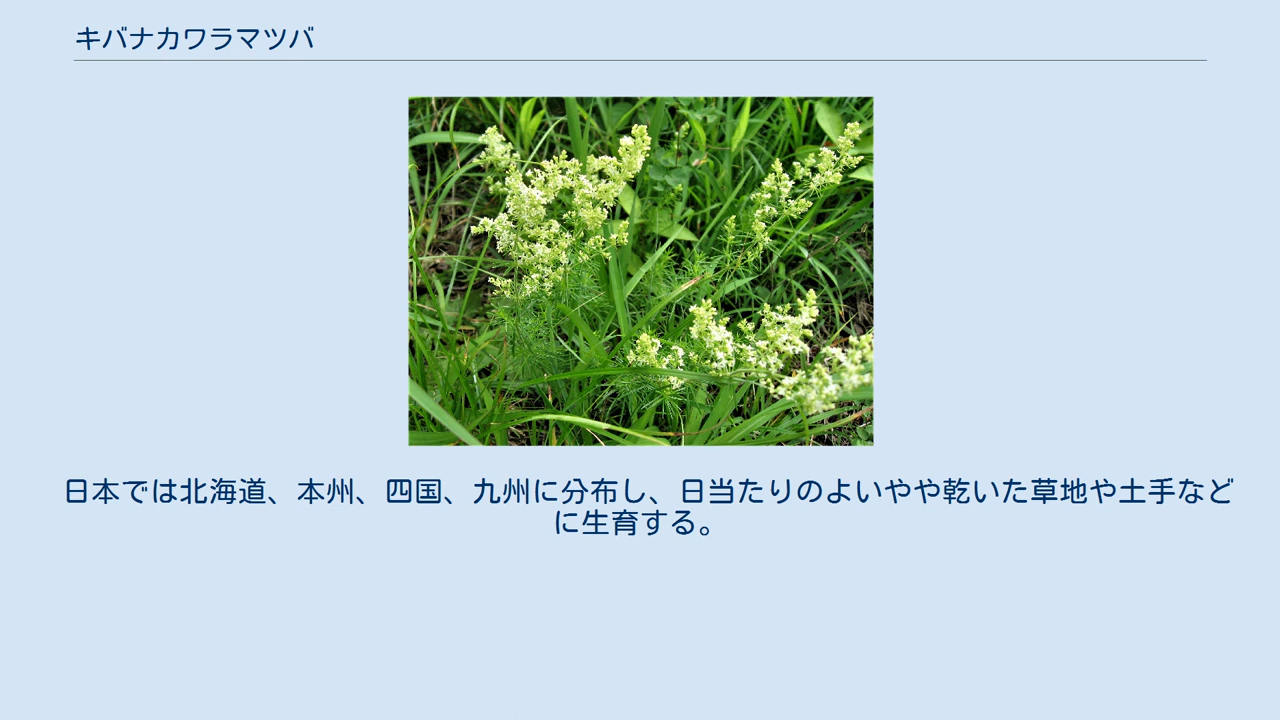 キバナカワラマツバ
日本では北海道、本州、四国、九州に分布し、日当たりのよいやや乾いた草地や土手など
に生育する。